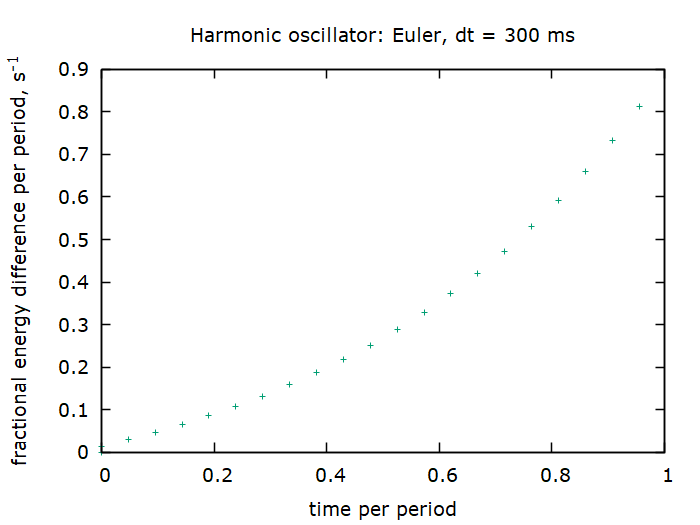 Harmonic oscillator: Euler, dt = 300 ms
fractional energy difference per period, s⁻¹
0.9
0.8
0.7
0.6
0.5
0.4
0.3
0.2
0.1
0
0 0.2 0.4 0.6 0.8 1
time per period